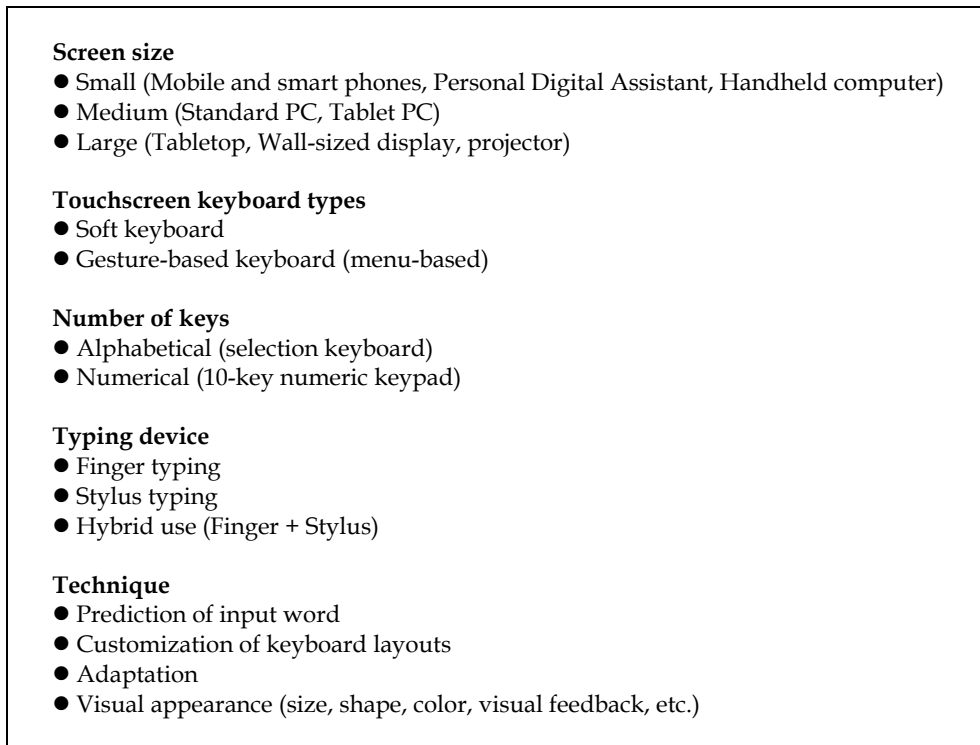 Screen size
● Small (Mobile and smart phones, Personal Digital Assistant, Handheld computer)
● Medium (Standard PC, Tablet PC)
● Large (Tabletop, Wall-sized display, projector)
Touchscreen keyboard types
● Soft keyboard
● Gesture-based keyboard (menu-based)
Number of keys
● Alphabetical (selection keyboard)
● Numerical (10-key numeric keypad)
Typing device
● Finger typing
● Stylus typing
● Hybrid use (Finger + Stylus)
Technique
● Prediction of input word
● Customization of keyboard layouts
● Adaptation
● Visual appearance (size, shape, color, visual feedback, etc.)